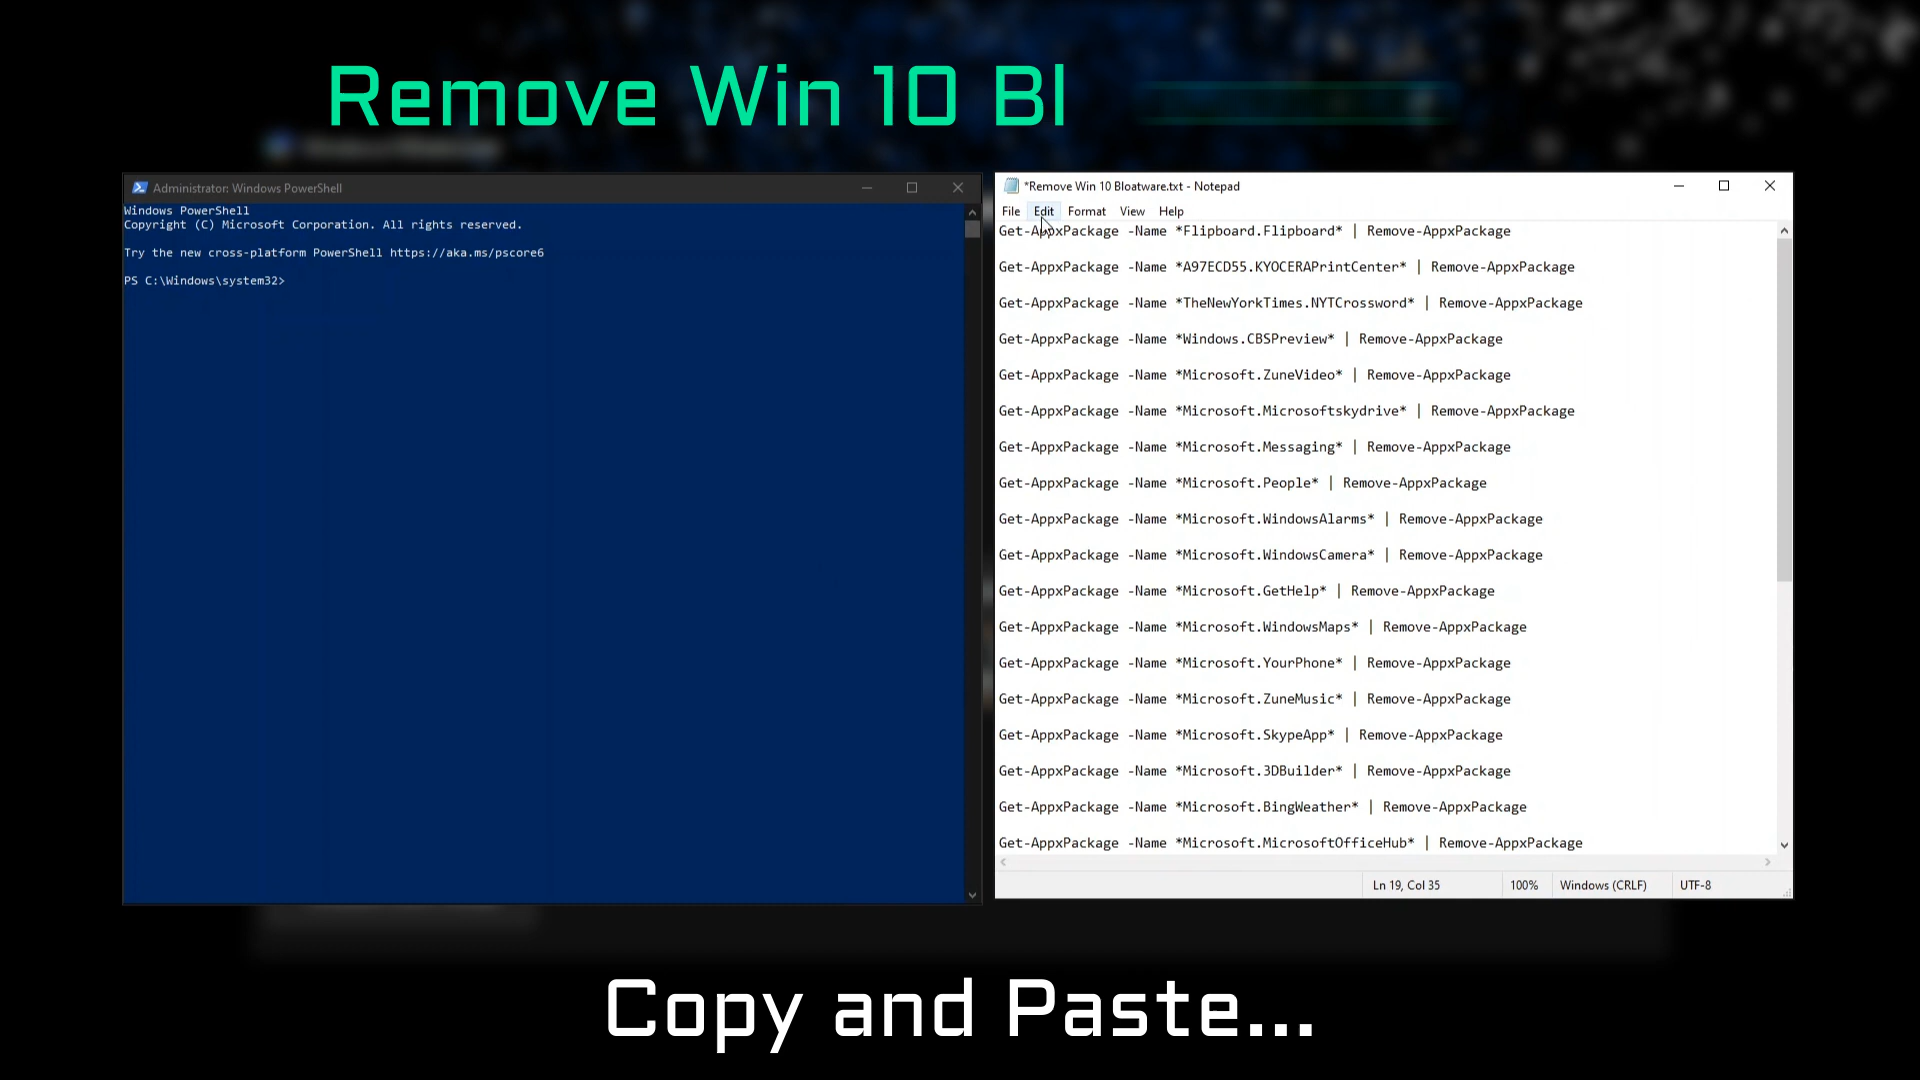 Remove Win 10 Bl
Administrator: Windows PowerShell
Windows PowerShell
Copyright (C) Microsoft Corporation. All rights reserved.
Try the new cross-platform PowerShell https://aka.ms/pscore6
PS C:\Windows\system32>
*Remove Win 10 Bloatware.txt - Notepad
File Edit Format View Help
Get-AppxPackage -Name *Flipboard.Flipboard* | Remove-AppxPackage
Get-AppxPackage -Name *A97ECD55.KYOCERAPrintCenter* | Remove-AppxPackage
Get-AppxPackage -Name *TheNewYorkTimes.NYTCrossword* | Remove-AppxPackage
Get-AppxPackage -Name *Windows.CBSPreview* | Remove-AppxPackage
Get-AppxPackage -Name *Microsoft.ZuneVideo* | Remove-AppxPackage
Get-AppxPackage -Name *Microsoft.Microsoftskydrive* | Remove-AppxPackage
Get-AppxPackage -Name *Microsoft.Messaging* | Remove-AppxPackage
Get-AppxPackage -Name *Microsoft.People* | Remove-AppxPackage
Get-AppxPackage -Name *Microsoft.WindowsAlarms* | Remove-AppxPackage
Get-AppxPackage -Name *Microsoft.WindowsCamera* | Remove-AppxPackage
Get-AppxPackage -Name *Microsoft.GetHelp* | Remove-AppxPackage
Get-AppxPackage -Name *Microsoft.WindowsMaps* | Remove-AppxPackage
Get-AppxPackage -Name *Microsoft.YourPhone* | Remove-AppxPackage
Get-AppxPackage -Name *Microsoft.ZuneMusic* | Remove-AppxPackage
Get-AppxPackage -Name *Microsoft.SkypeApp* | Remove-AppxPackage
Get-AppxPackage -Name *Microsoft.3DBuilder* | Remove-AppxPackage
Get-AppxPackage -Name *Microsoft.BingWeather* | Remove-AppxPackage
Get-AppxPackage -Name *Microsoft.MicrosoftOfficeHub* | Remove-AppxPackage
Ln 19, Col 35 100% Windows (CRLF) UTF-8
Copy and Paste...